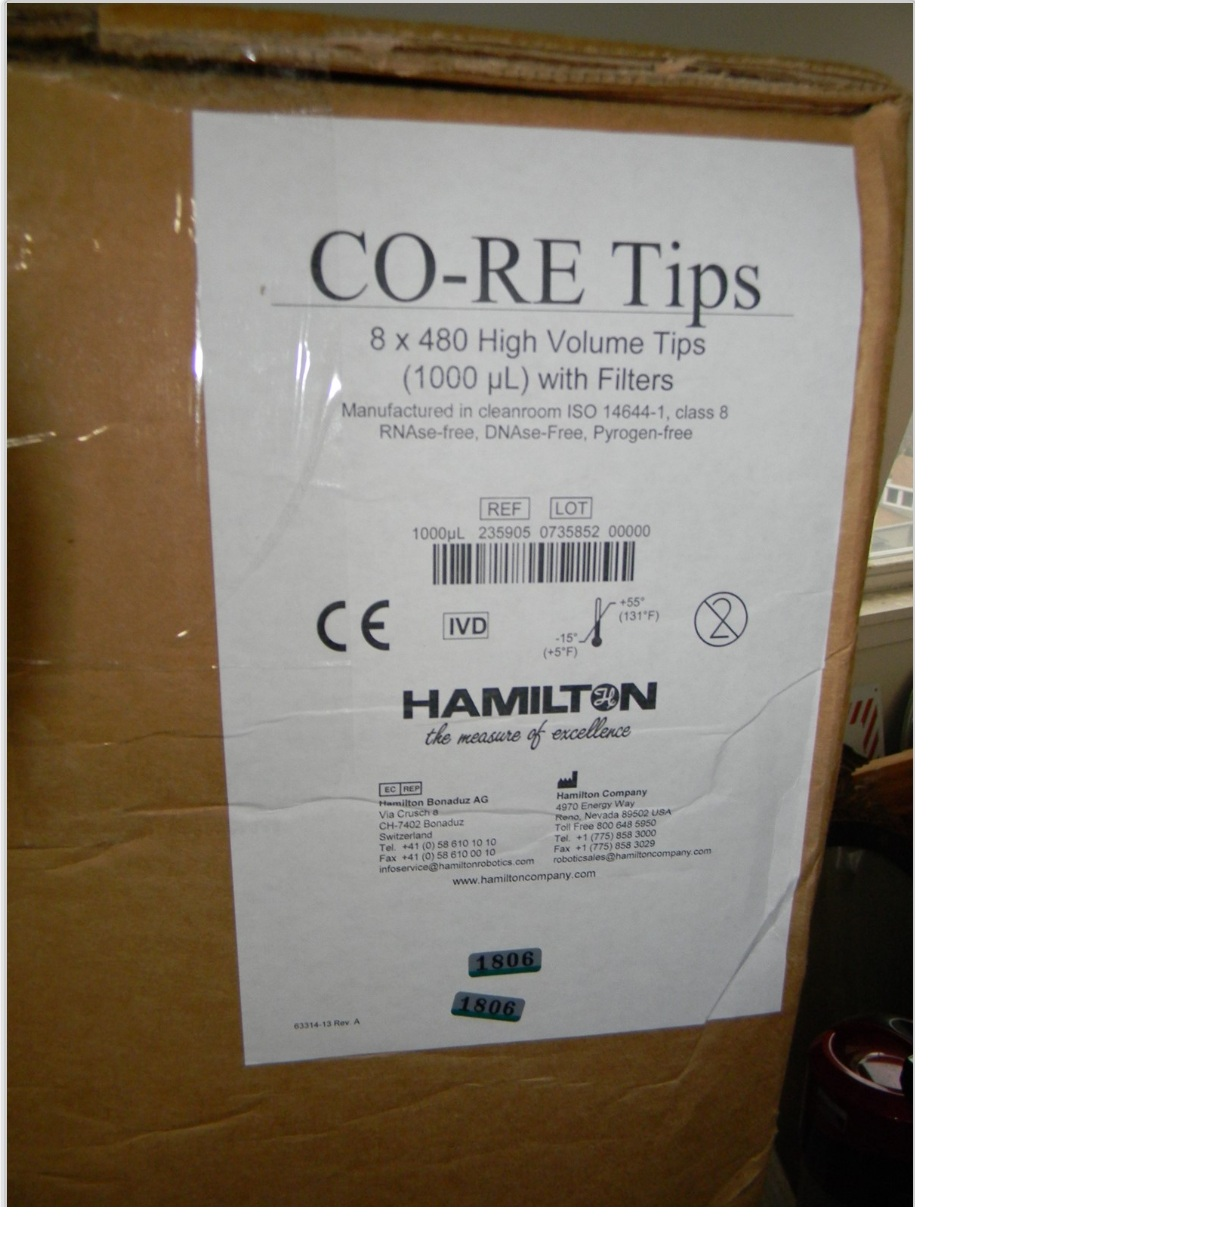 CO-RE Tips
8 x 480 High Volume Tips
(1000 µL) with Filters
Manufactured in cleanroom ISO 14644-1, class 8
RNAse-free, DNAse-Free, Pyrogen-free
REF LOT
1000µL 235905 0735852 00000
CE IVD +55° (131°F) -15° (+5°F) 2
HAMILTON
the measure of excellence
EC REP
Hamilton Bonaduz AG
Via Crusch 8
CH-7402 Bonaduz
Switzerland
Tel. +41 (0) 58 610 10 10
Fax +41 (0) 58 610 00 10
infoservice@hamiltonrobotics.com
Hamilton Company
4970 Energy Way
Reno, Nevada 89502 USA
Toll Free 800 648 5950
Tel. +1 (775) 858 3000
Fax +1 (775) 858 3029
roboticsales@hamiltoncompany.com
www.hamiltoncompany.com
1806
1806
63314-13 Rev. A